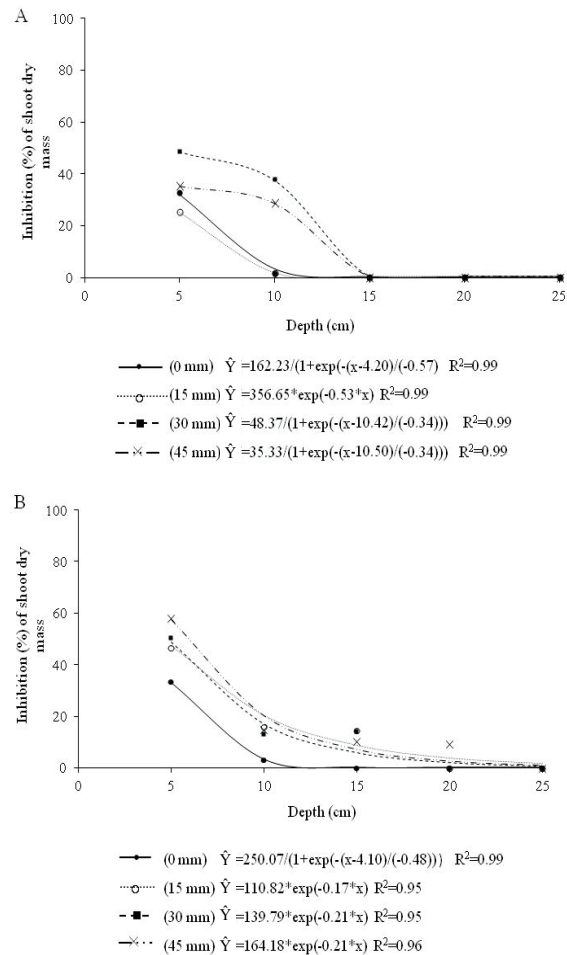 A
100
80
60
40
20
0
Inhibition (%) of shoot dry
mass
0 5 10 15 20 25
Depth (cm)
(0 mm) Ŷ =162.23/(1+exp(-(x-4.20)/(-0.57) R²=0.99
(15 mm) Ŷ =356.65*exp(-0.53*x) R²=0.99
(30 mm) Ŷ =48.37/(1+exp(-(x-10.42)/(-0.34))) R²=0.99
(45 mm) Ŷ =35.33/(1+exp(-(x-10.50)/(-0.34))) R²=0.99
B
100
80
60
40
20
0
Inhibition (%) of shoot dry
mass
0 5 10 15 20 25
Depth (cm)
(0 mm) Ŷ =250.07/(1+exp(-(x-4.10)/(-0.48))) R²=0.99
(15 mm) Ŷ =110.82*exp(-0.17*x) R²=0.95
(30 mm) Ŷ =139.79*exp(-0.21*x) R²=0.95
(45 mm) Ŷ =164.18*exp(-0.21*x) R²=0.96